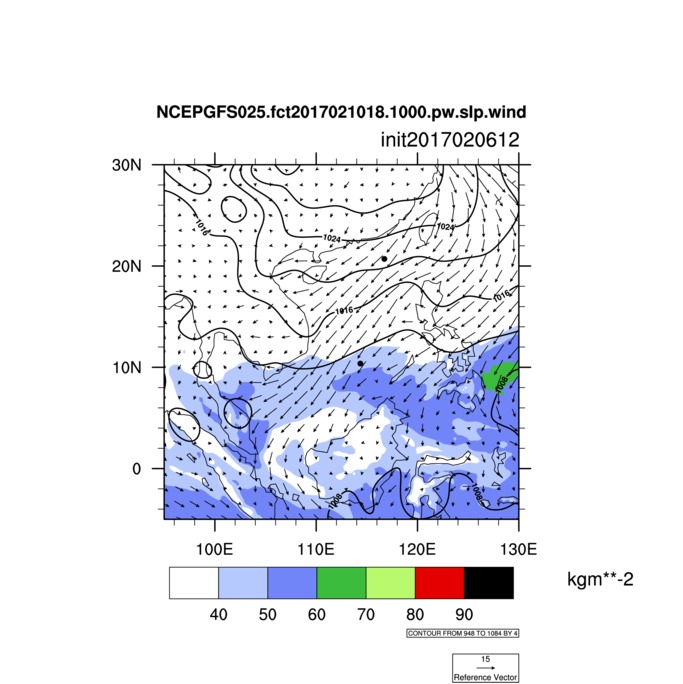 NCEPGFS025.fct2017021018.1000.pw.slp.wind
init2017020612
30N
1016
1024
1024
20N
1016
1016
10N
1008
0
1008
1008
100E 110E 120E 130E
kgm**-2
40 50 60 70 80 90
CONTOUR FROM 948 TO 1084 BY 4
15
Reference Vector